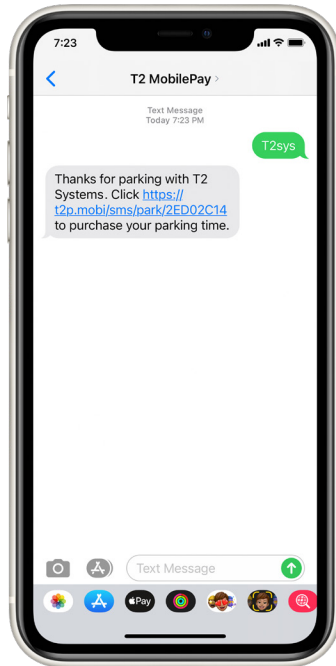 7:23
T2 MobilePay
Text Message
Today 7:23 PM
T2sys
Thanks for parking with T2
Systems. Click https://
t2p.mobi/sms/park/2ED02C14
to purchase your parking time.
Text Message
Pay